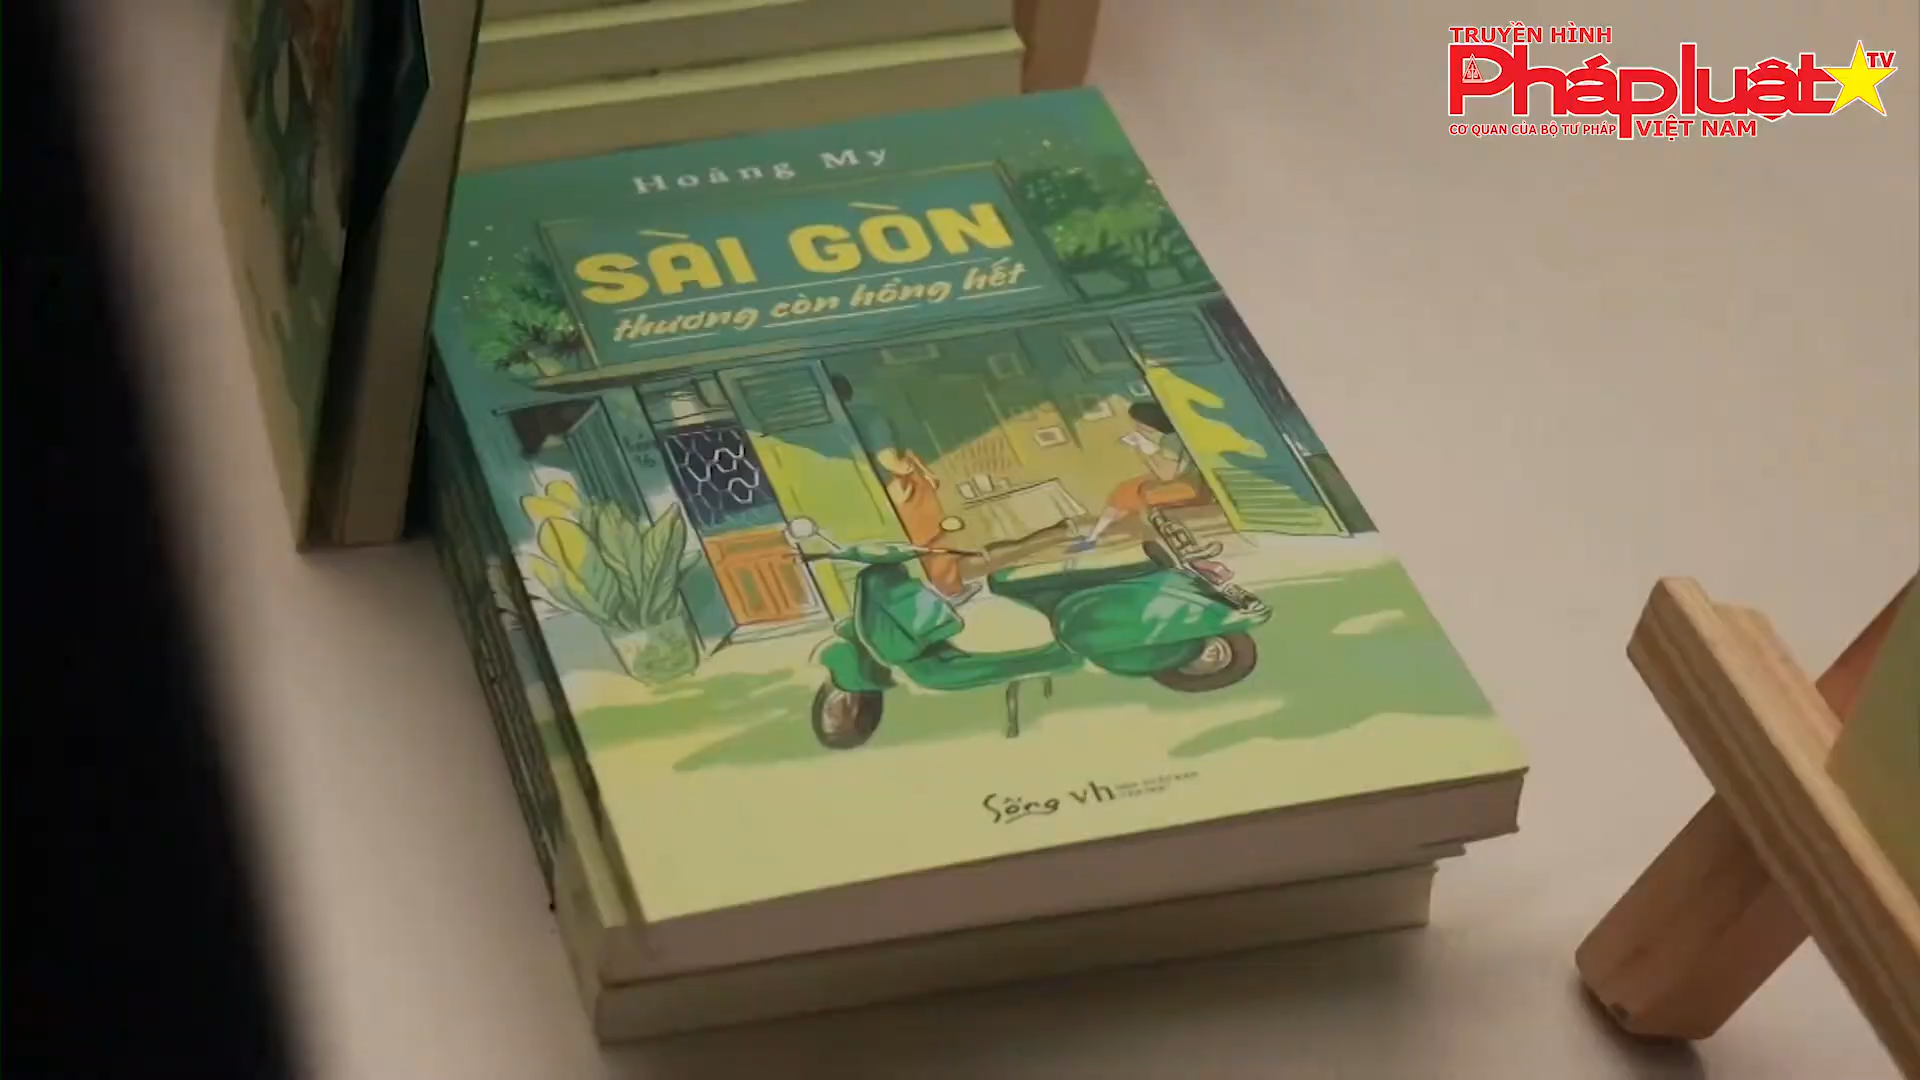 TRUYỀN HÌNH
Phápluật TV
CƠ QUAN CỦA BỘ TƯ PHÁP VIỆT NAM
Hoàng My
SÀI GÒN
thương còn hông hết
Sống vh